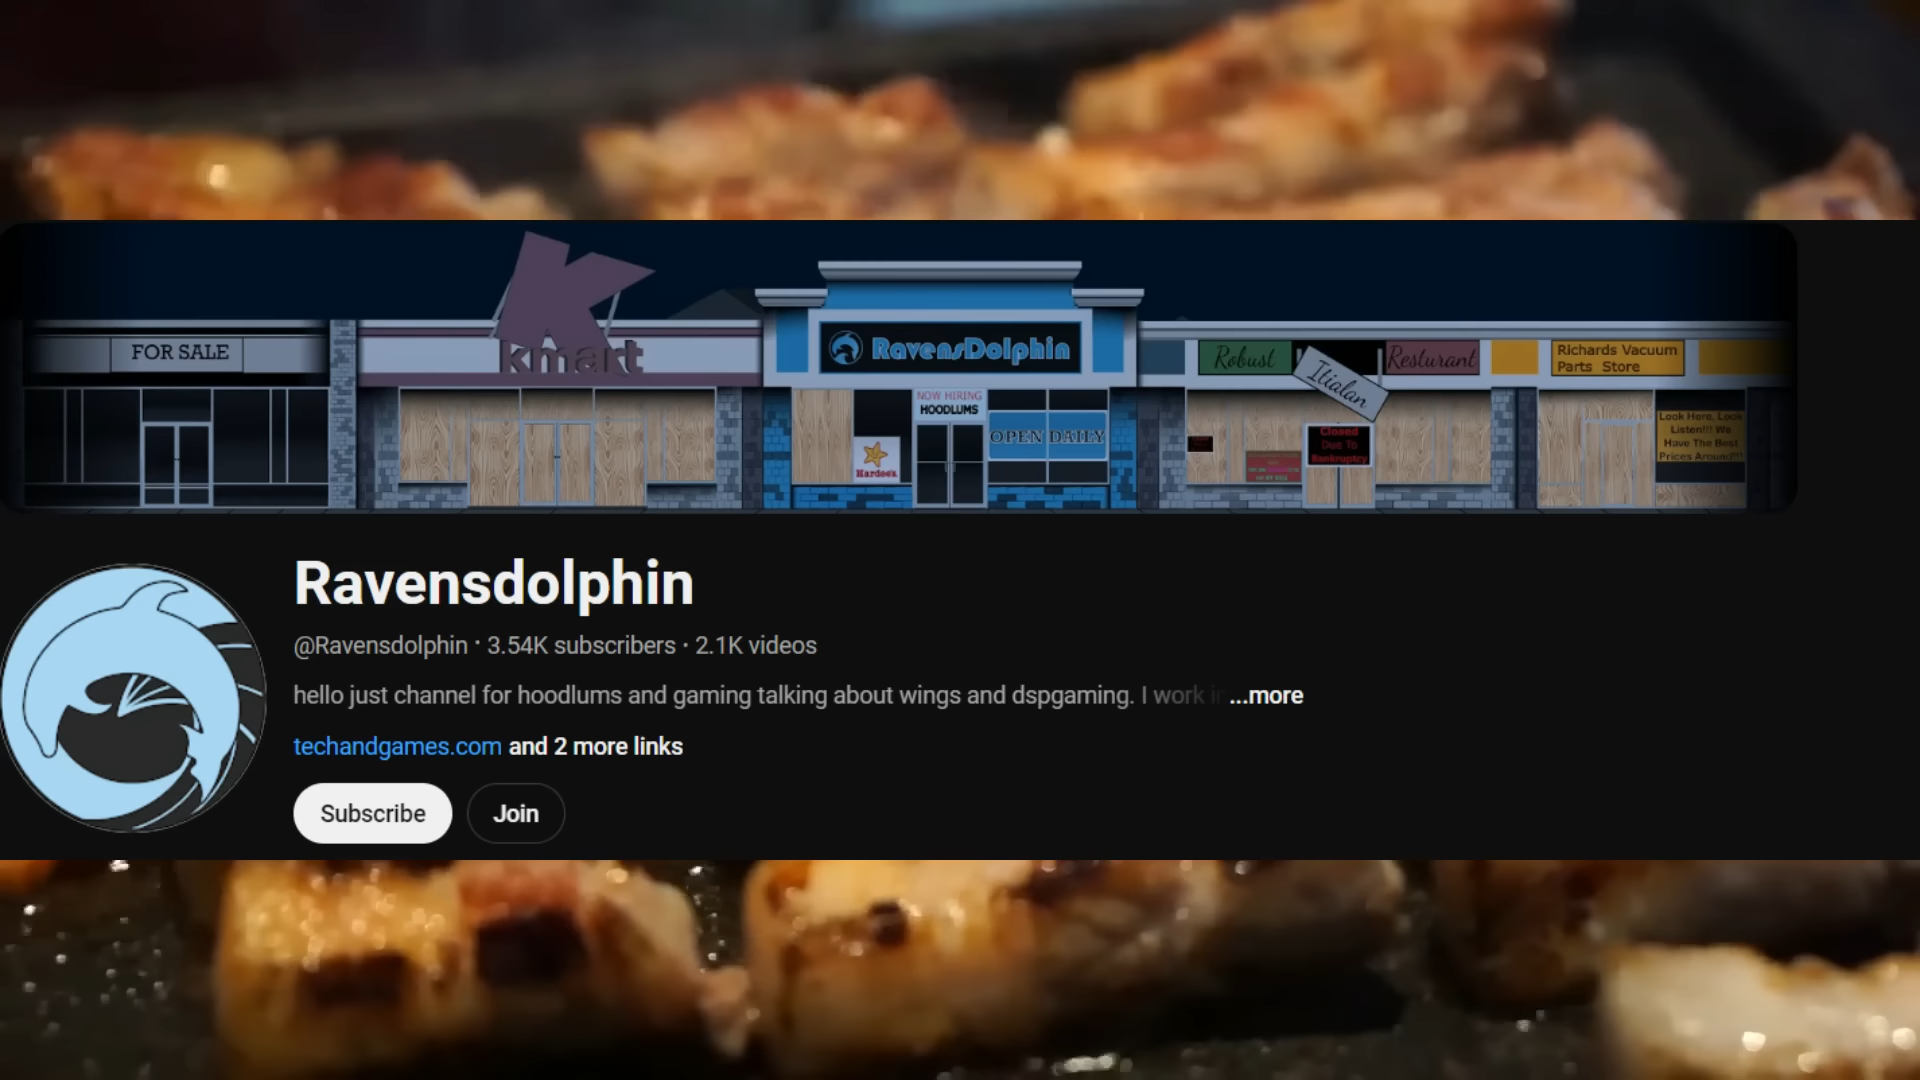 FOR SALE
kmart
RavensDolphin
NOW HIRING
HOODLUMS
OPEN DAILY
Hardee's
Robust
Itialan
Resturant
Closed
Due To
Bankruptcy
Richards Vacuum
Parts Store
Look Here, Look
Listen!!! We
Have The Best
Prices Around!!!
Ravensdolphin
@Ravensdolphin · 3.54K subscribers · 2.1K videos
hello just channel for hoodlums and gaming talking about wings and dspgaming. I work in ...more
techandgames.com and 2 more links
Subscribe
Join